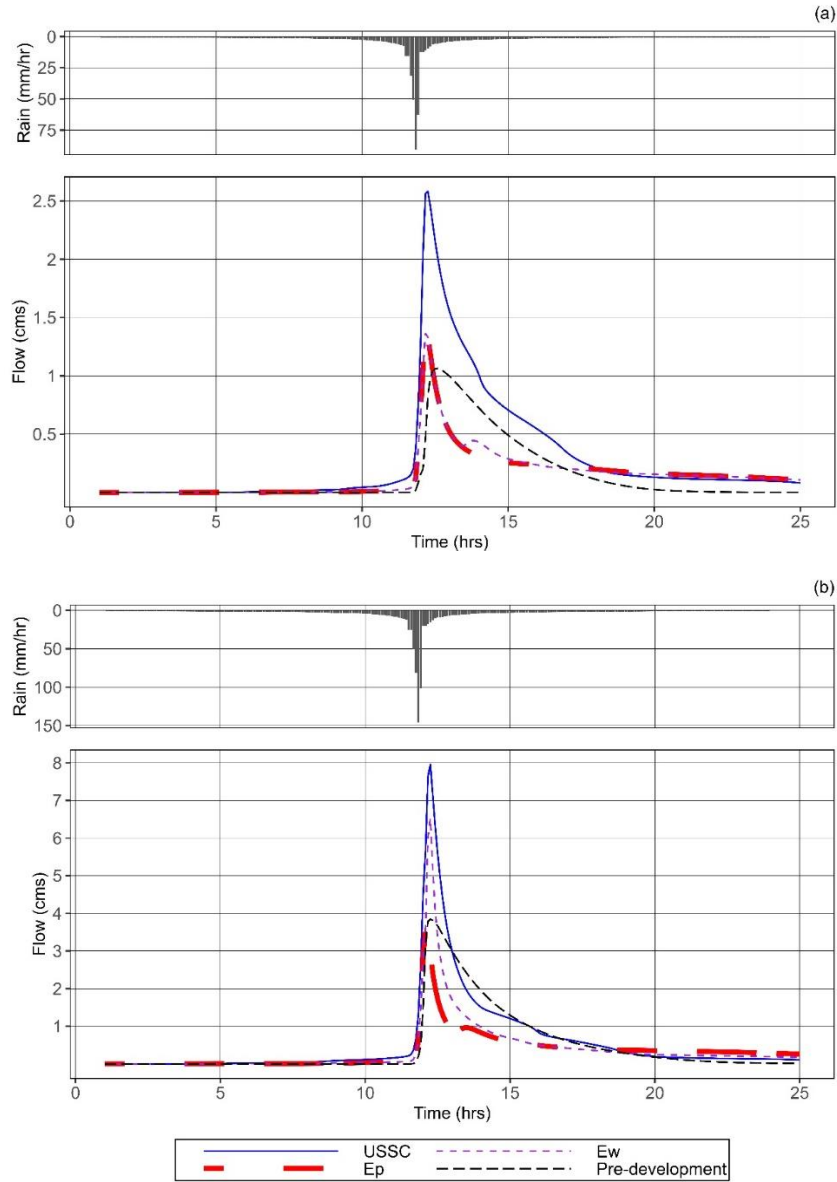 (a)
Rain (mm/hr)
0
25
50
75
Flow (cms)
2.5
2
1.5
1
0.5
0 5 10 15 20 25
Time (hrs)
(b)
Rain (mm/hr)
0
50
100
150
Flow (cms)
8
7
6
5
4
3
2
1
0 5 10 15 20 25
Time (hrs)
USSC Ew
Ep Pre-development